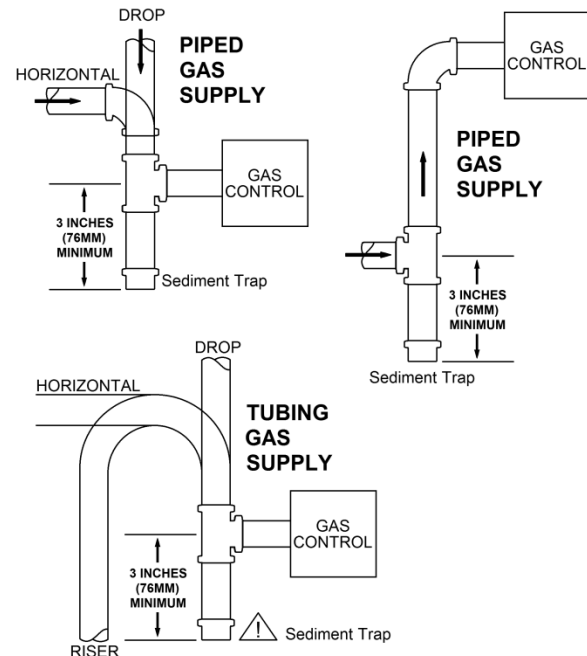 DROP
HORIZONTAL
PIPED
GAS
SUPPLY
GAS
CONTROL
3 INCHES
(76MM)
MINIMUM
Sediment Trap
GAS
CONTROL
PIPED
GAS
SUPPLY
3 INCHES
(76MM)
MINIMUM
Sediment Trap
DROP
HORIZONTAL
TUBING
GAS
SUPPLY
GAS
CONTROL
3 INCHES
(76MM)
MINIMUM
! Sediment Trap
RISER